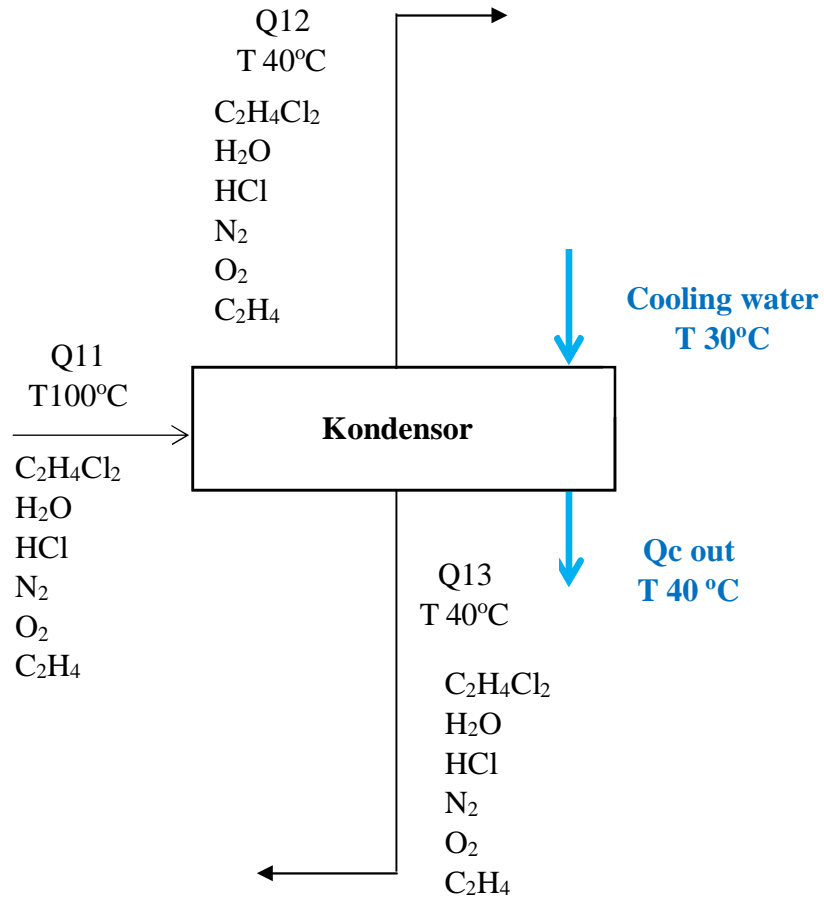 Q12
T 40ºC
C₂H₄Cl₂
H₂O
HCl
N₂
O₂
C₂H₄
Cooling water
T 30ºC
Q11
T100ºC
Kondensor
C₂H₄Cl₂
H₂O
HCl
N₂
O₂
C₂H₄
Qc out
T 40 ºC
Q13
T 40ºC
C₂H₄Cl₂
H₂O
HCl
N₂
O₂
C₂H₄